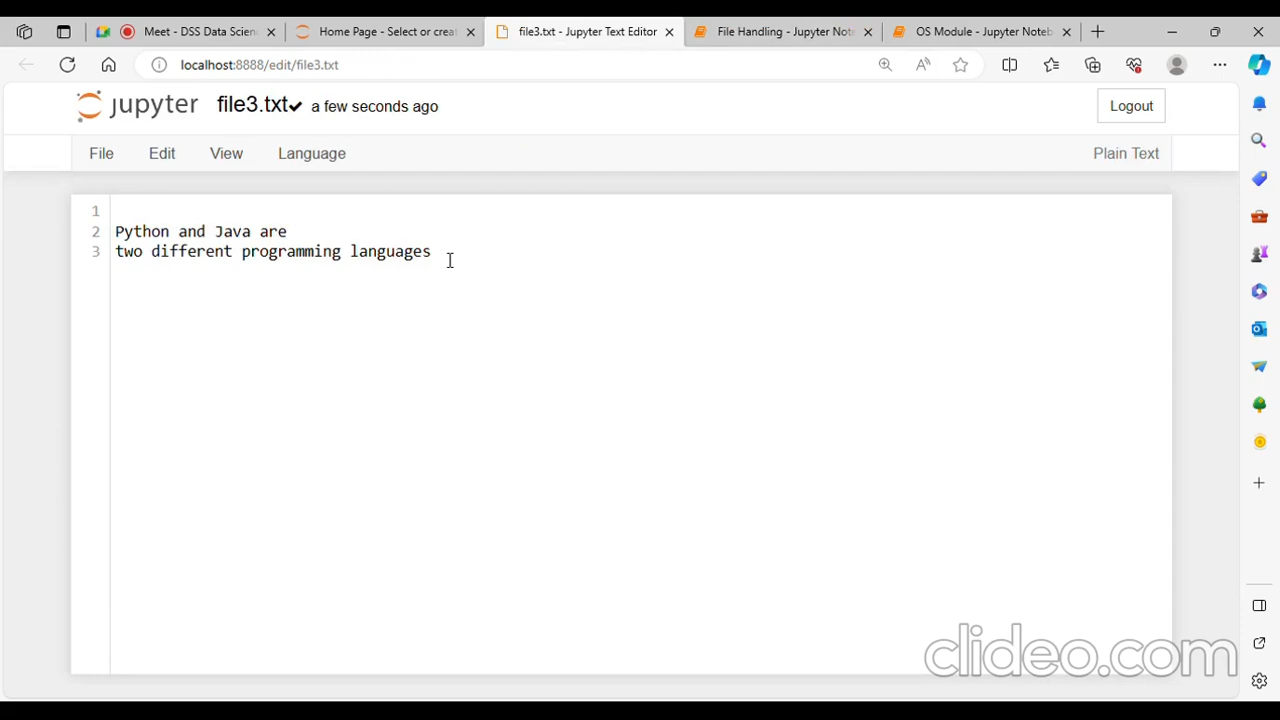 Meet - DSS Data Scien
Home Page - Select or creat
file3.txt - Jupyter Text Editor
File Handling - Jupyter Note
OS Module - Jupyter Noteb
localhost:8888/edit/file3.txt
jupyter file3.txt a few seconds ago
Logout
File Edit View Language
Plain Text
1
2 Python and Java are
3 two different programming languages
clideo.com